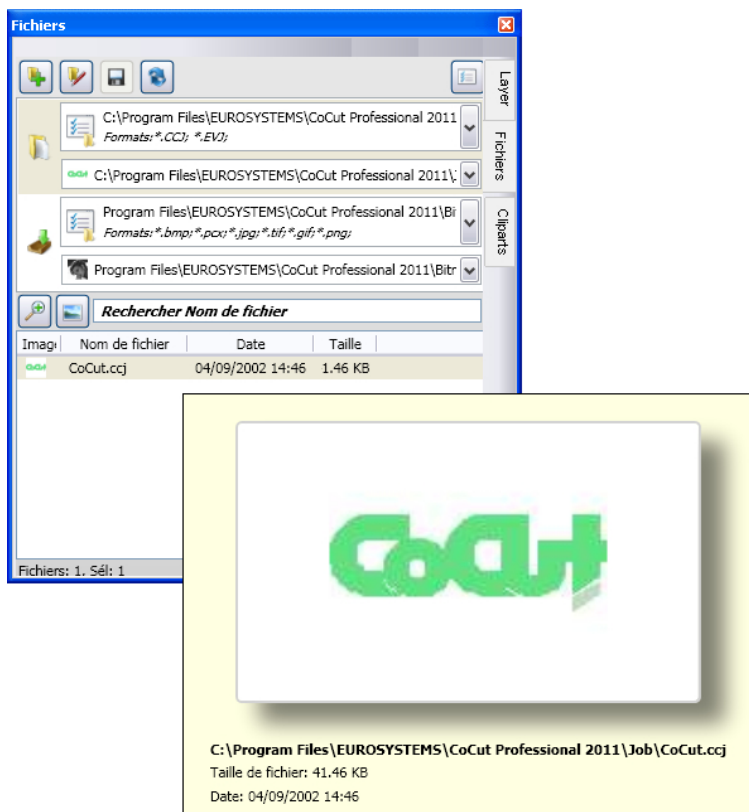 Fichiers
Layer
Fichiers
Cliparts
C:\Program Files\EUROSYSTEMS\CoCut Professional 2011
Formats:*.CCJ; *.EVJ;
C:\Program Files\EUROSYSTEMS\CoCut Professional 2011\
Program Files\EUROSYSTEMS\CoCut Professional 2011\Bi
Formats:*.bmp;*.pcx;*.jpg;*.tif;*.gif;*.png;
Program Files\EUROSYSTEMS\CoCut Professional 2011\Bitr
Rechercher Nom de fichier
Imag Nom de fichier Date Taille
CoCut.ccj 04/09/2002 14:46 1.46 KB
Fichiers: 1. Sél: 1
CoCut
C:\Program Files\EUROSYSTEMS\CoCut Professional 2011\Job\CoCut.ccj
Taille de fichier: 41.46 KB
Date: 04/09/2002 14:46